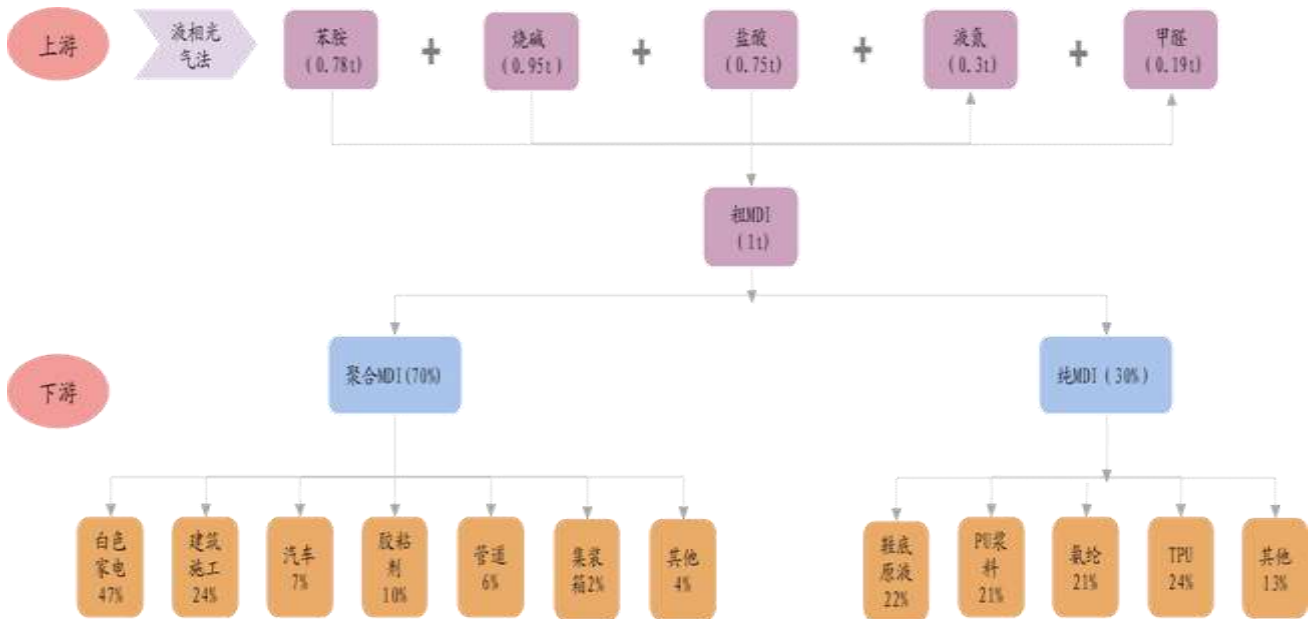 上游
液相光
气法
苯胺
(0.78t)
+
烧碱
(0.95t)
+
盐酸
(0.75t)
+
液氯
(0.3t)
+
甲醛
(0.19t)
粗MDI
(1t)
下游
聚合MDI(70%)
纯MDI(30%)
白色
家电
47%
建筑
施工
24%
汽车
7%
胶粘
剂
10%
管道
6%
集装
箱2%
其他
4%
鞋底
原液
22%
PU浆
料
21%
氨纶
21%
TPU
24%
其他
13%